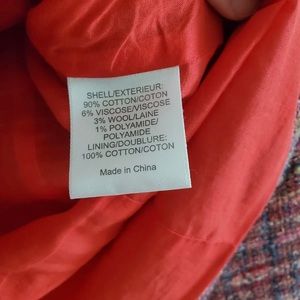 SHELL/EXTERIEUR:
90% COTTON/COTON
6% VISCOSE/VISCOSE
3% WOOL/LAINE
1% POLYAMIDE/
POLYAMIDE
LINING/DOUBLURE:
100% COTTON/COTON
Made in China